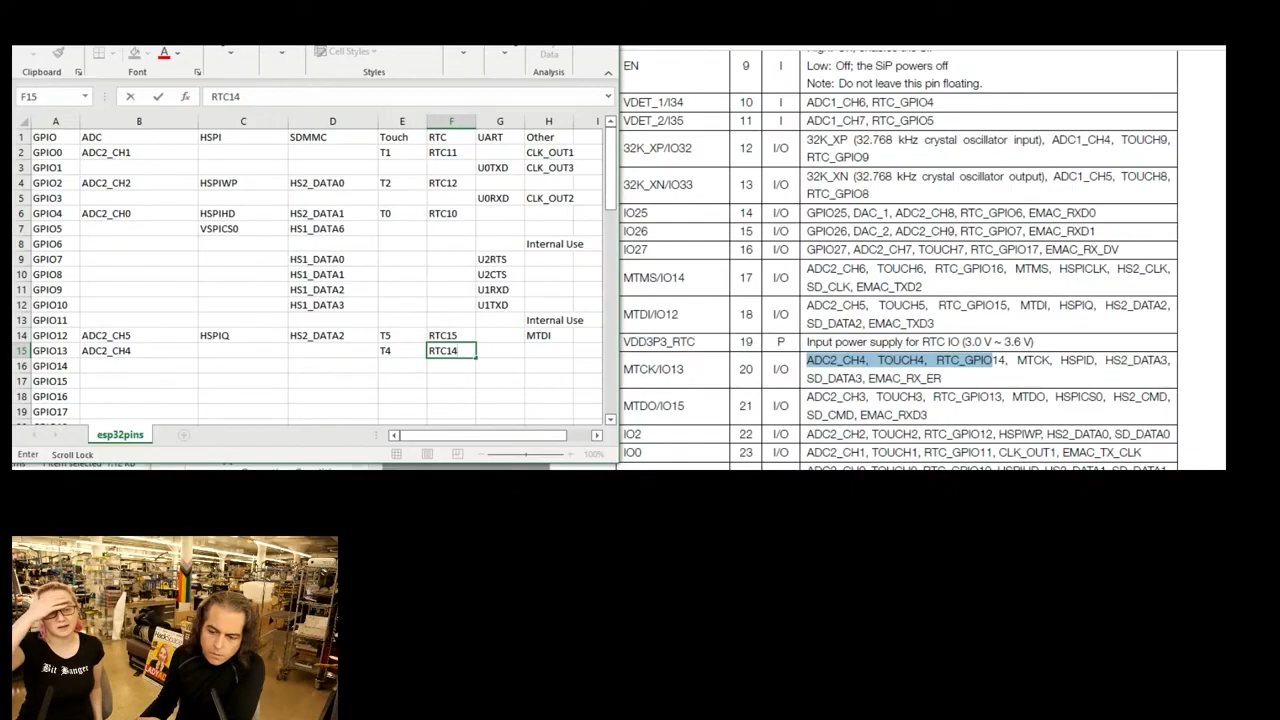 Cell Styles
Data
Clipboard
Font
Styles
Analysis
F15
fx
RTC14
A B C D E F G H I
1 GPIO ADC HSPI SDMMC Touch RTC UART Other
2 GPIO0 ADC2_CH1 T1 RTC11 CLK_OUT1
3 GPIO1 U0TXD CLK_OUT3
4 GPIO2 ADC2_CH2 HSPIWP HS2_DATA0 T2 RTC12
5 GPIO3 U0RXD CLK_OUT2
6 GPIO4 ADC2_CH0 HSPIHD HS2_DATA1 T0 RTC10
7 GPIO5 VSPICS0 HS1_DATA6
8 GPIO6 Internal Use
9 GPIO7 HS1_DATA0 U2RTS
10 GPIO8 HS1_DATA1 U2CTS
11 GPIO9 HS1_DATA2 U1RXD
12 GPIO10 HS1_DATA3 U1TXD
13 GPIO11 Internal Use
14 GPIO12 ADC2_CH5 HSPIQ HS2_DATA2 T5 RTC15 MTDI
15 GPIO13 ADC2_CH4 T4 RTC14
16 GPIO14
17 GPIO15
18 GPIO16
19 GPIO17
esp32pins
Enter Scroll Lock 100%
EN 9 I
Low: Off; the SiP powers off
Note: Do not leave this pin floating.
VDET_1/I34 10 I ADC1_CH6, RTC_GPIO4
VDET_2/I35 11 I ADC1_CH7, RTC_GPIO5
32K_XP/IO32 12 I/O 32K_XP (32.768 kHz crystal oscillator input), ADC1_CH4, TOUCH9,
RTC_GPIO9
32K_XN/IO33 13 I/O 32K_XN (32.768 kHz crystal oscillator output), ADC1_CH5, TOUCH8,
RTC_GPIO8
IO25 14 I/O GPIO25, DAC_1, ADC2_CH8, RTC_GPIO6, EMAC_RXD0
IO26 15 I/O GPIO26, DAC_2, ADC2_CH9, RTC_GPIO7, EMAC_RXD1
IO27 16 I/O GPIO27, ADC2_CH7, TOUCH7, RTC_GPIO17, EMAC_RX_DV
MTMS/IO14 17 I/O ADC2_CH6, TOUCH6, RTC_GPIO16, MTMS, HSPICLK, HS2_CLK,
SD_CLK, EMAC_TXD2
MTDI/IO12 18 I/O ADC2_CH5, TOUCH5, RTC_GPIO15, MTDI, HSPIQ, HS2_DATA2,
SD_DATA2, EMAC_TXD3
VDD3P3_RTC 19 P Input power supply for RTC IO (3.0 V ~ 3.6 V)
MTCK/IO13 20 I/O ADC2_CH4, TOUCH4, RTC_GPIO14, MTCK, HSPID, HS2_DATA3,
SD_DATA3, EMAC_RX_ER
MTDO/IO15 21 I/O ADC2_CH3, TOUCH3, RTC_GPIO13, MTDO, HSPICS0, HS2_CMD,
SD_CMD, EMAC_RXD3
IO2 22 I/O ADC2_CH2, TOUCH2, RTC_GPIO12, HSPIWP, HS2_DATA0, SD_DATA0
IO0 23 I/O ADC2_CH1, TOUCH1, RTC_GPIO11, CLK_OUT1, EMAC_TX_CLK
Bit Banger
HackSpace
LADYADA